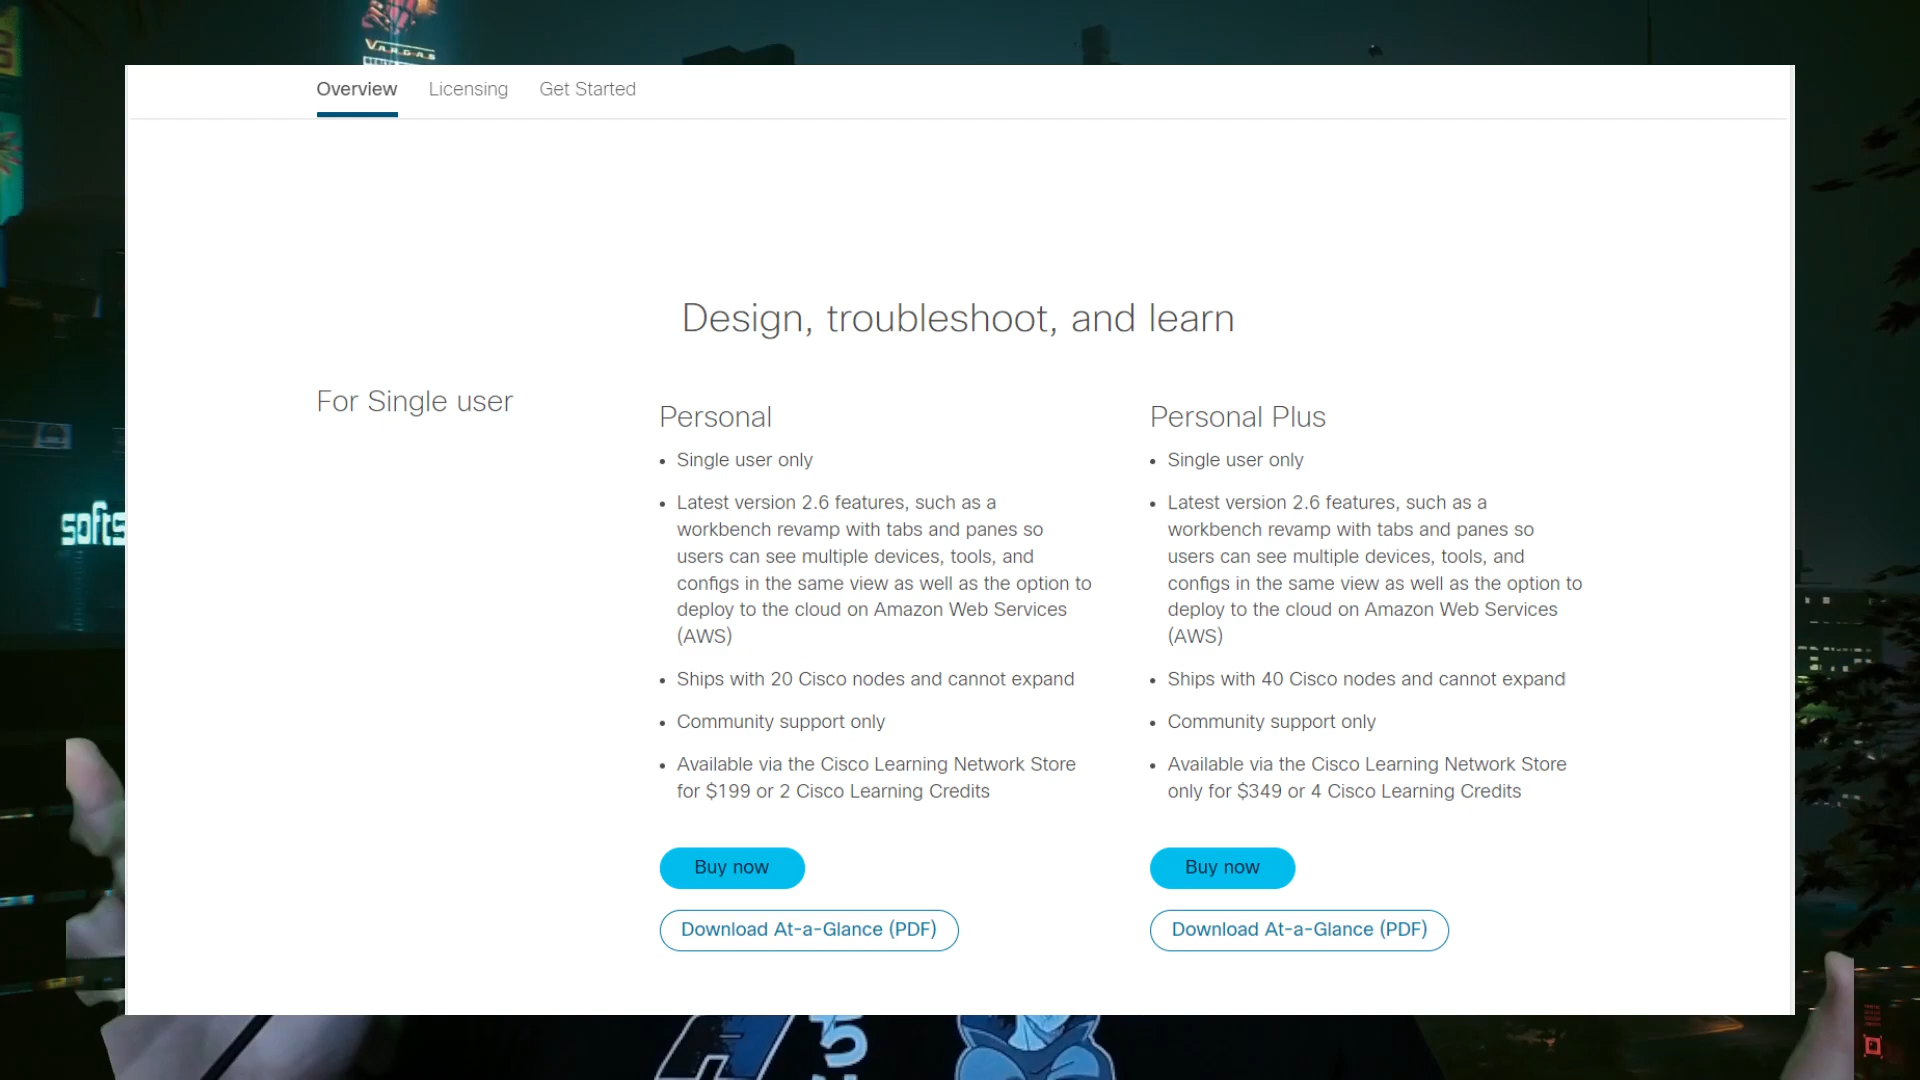 VARGAS
Overview
Licensing
Get Started
Design, troubleshoot, and learn
For Single user
Personal
• Single user only
• Latest version 2.6 features, such as a
workbench revamp with tabs and panes so
users can see multiple devices, tools, and
configs in the same view as well as the option to
deploy to the cloud on Amazon Web Services
(AWS)
• Ships with 20 Cisco nodes and cannot expand
• Community support only
• Available via the Cisco Learning Network Store
for $199 or 2 Cisco Learning Credits
Buy now
Download At-a-Glance (PDF)
Personal Plus
• Single user only
• Latest version 2.6 features, such as a
workbench revamp with tabs and panes so
users can see multiple devices, tools, and
configs in the same view as well as the option to
deploy to the cloud on Amazon Web Services
(AWS)
• Ships with 40 Cisco nodes and cannot expand
• Community support only
• Available via the Cisco Learning Network Store
only for $349 or 4 Cisco Learning Credits
Buy now
Download At-a-Glance (PDF)
softs
ち